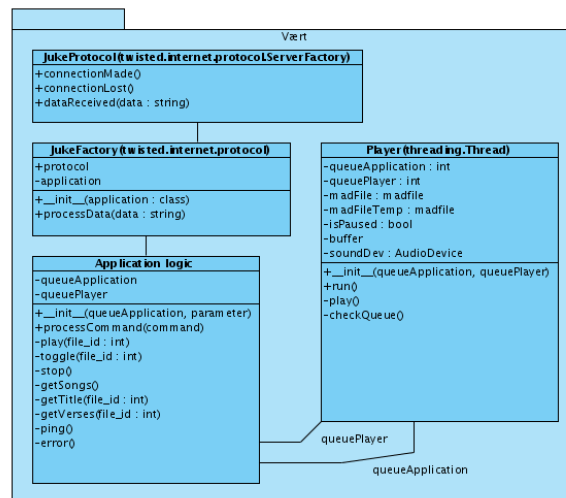 Vært
JukeProtocol(twisted.internet.protocol.ServerFactory)
+connectionMade()
+connectionLost()
+dataReceived(data : string)
JukeFactory(twisted.internet.protocol)
+protocol
-application
+__init__(application : class)
+processData(data : string)
Player(threading.Thread)
-queueApplication : int
-queuePlayer : int
-madFile : madfile
-madFileTemp : madfile
-isPaused : bool
-buffer
-soundDev : AudioDevice
+__init__(queueApplication, queuePlayer)
+run()
-play()
-checkQueue()
Application logic
-queueApplication
-queuePlayer
+__init__(queueApplication, parameter)
+processCommand(command)
-play(file_id : int)
-toggle(file_id : int)
-stop()
-getSongs()
-getTitle(file_id : int)
-getVerses(file_id : int)
-ping()
-error()
queuePlayer
queueApplication